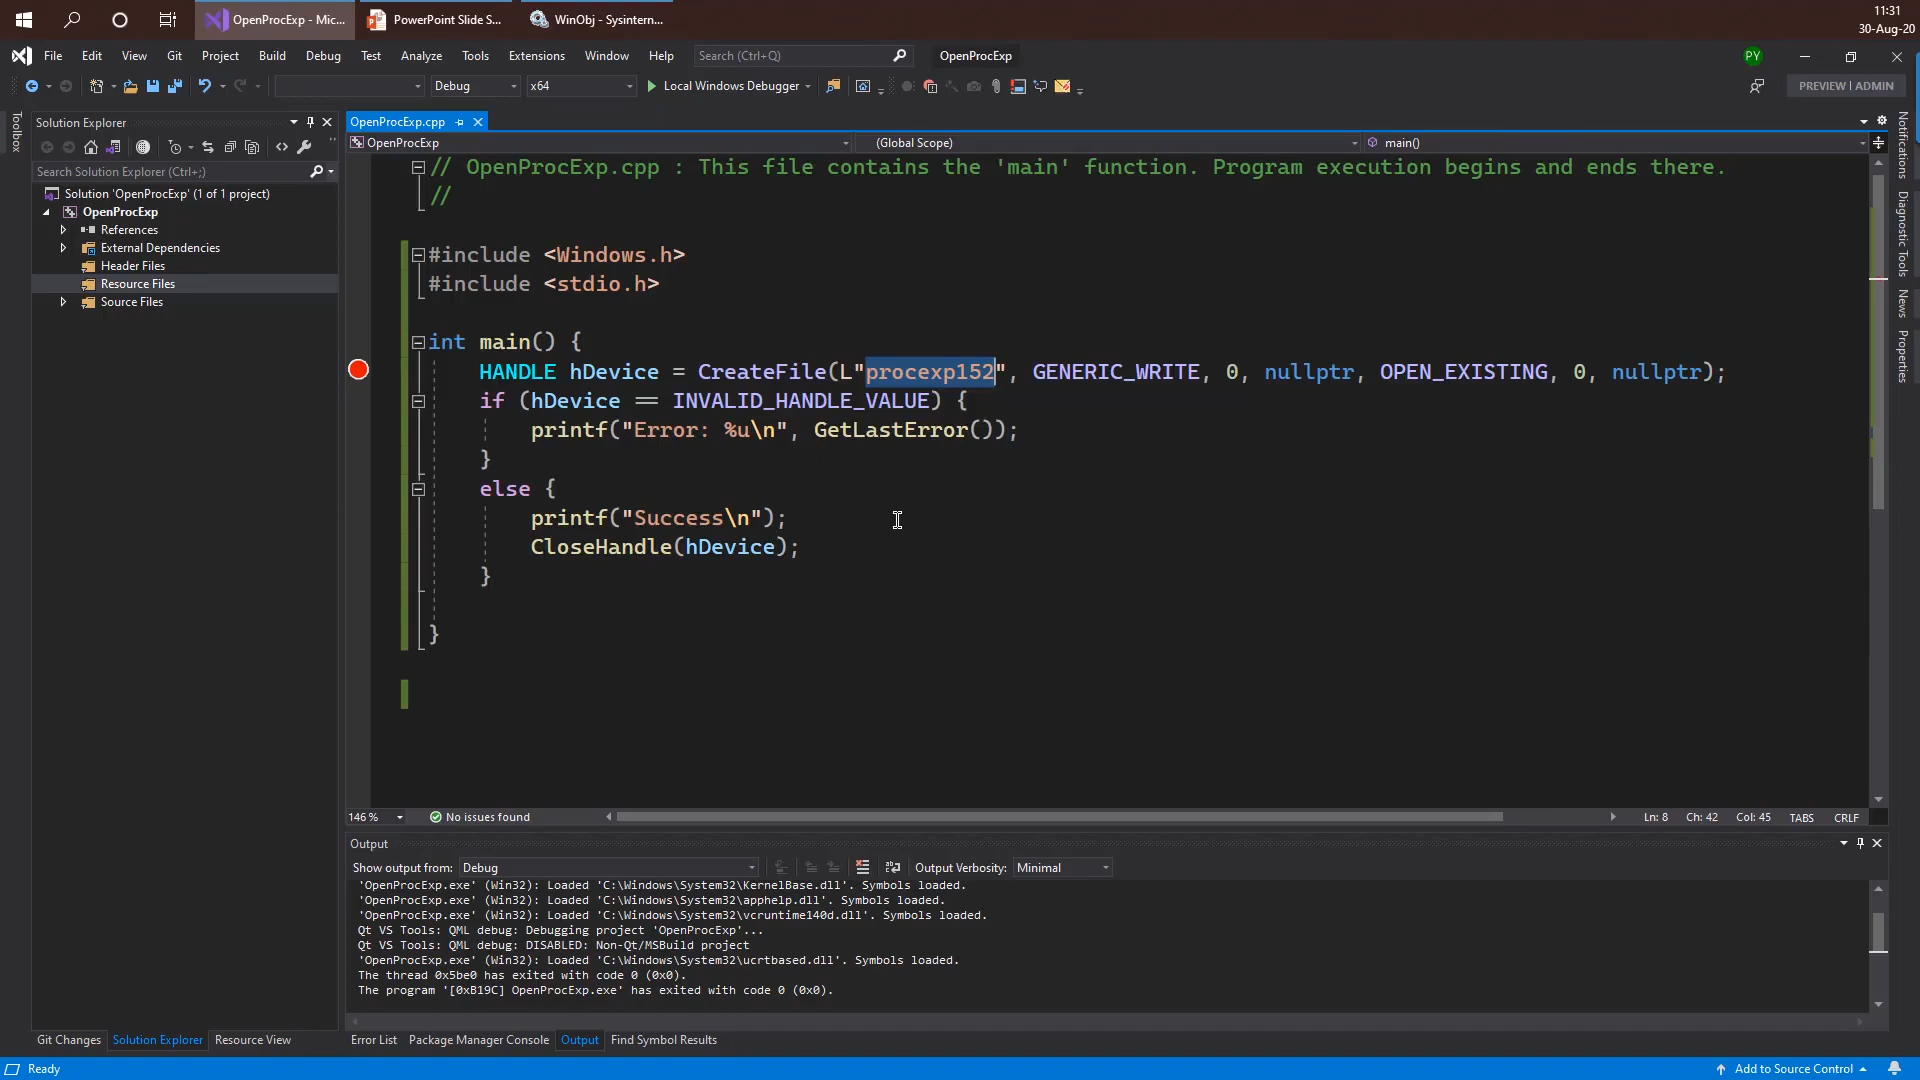 OpenProcExp - Mic...
PowerPoint Slide S...
WinObj - Sysintern...
11:31
30-Aug-20
File Edit View Git Project Build Debug Test Analyze Tools Extensions Window Help
Search (Ctrl+Q)
OpenProcExp
PY
Debug
x64
Local Windows Debugger
PREVIEW | ADMIN
Toolbox
Solution Explorer
Search Solution Explorer (Ctrl+;)
Solution 'OpenProcExp' (1 of 1 project)
OpenProcExp
References
External Dependencies
Header Files
Resource Files
Source Files
OpenProcExp.cpp
OpenProcExp
(Global Scope)
main()
// OpenProcExp.cpp : This file contains the 'main' function. Program execution begins and ends there.
//
#include <Windows.h>
#include <stdio.h>
int main() {
HANDLE hDevice = CreateFile(L"procexp152", GENERIC_WRITE, 0, nullptr, OPEN_EXISTING, 0, nullptr);
if (hDevice == INVALID_HANDLE_VALUE) {
printf("Error: %u\n", GetLastError());
}
else {
printf("Success\n");
CloseHandle(hDevice);
}
}
Notifications
Diagnostic Tools
News
Properties
146 %
No issues found
Ln: 8 Ch: 42 Col: 45 TABS CRLF
Output
Show output from: Debug
Output Verbosity: Minimal
'OpenProcExp.exe' (Win32): Loaded 'C:\Windows\System32\KernelBase.dll'. Symbols loaded.
'OpenProcExp.exe' (Win32): Loaded 'C:\Windows\System32\apphelp.dll'. Symbols loaded.
'OpenProcExp.exe' (Win32): Loaded 'C:\Windows\System32\vcruntime140d.dll'. Symbols loaded.
Qt VS Tools: QML debug: Debugging project 'OpenProcExp'...
Qt VS Tools: QML debug: DISABLED: Non-Qt/MSBuild project
'OpenProcExp.exe' (Win32): Loaded 'C:\Windows\System32\ucrtbased.dll'. Symbols loaded.
The thread 0x5be0 has exited with code 0 (0x0).
The program '[0xB19C] OpenProcExp.exe' has exited with code 0 (0x0).
Git Changes Solution Explorer Resource View
Error List Package Manager Console Output Find Symbol Results
Ready
Add to Source Control